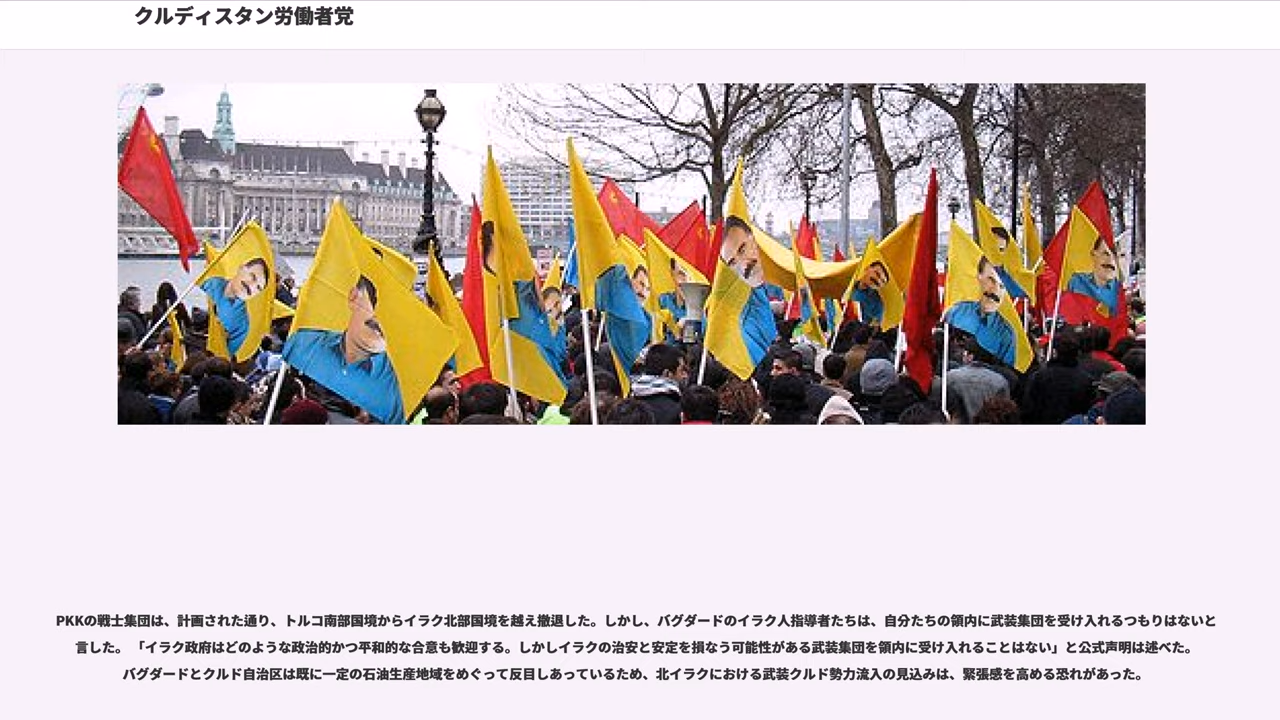 クルディスタン労働者党
PKKの戦士集団は、計画された通り、トルコ南部国境からイラク北部国境を越え撤退した。しかし、バグダードのイラク人指導者たちは、自分たちの領内に武装集団を受け入れるつもりはないと
言した。 「イラク政府はどのような政治的かつ平和的な合意も歓迎する。しかしイラクの治安と安定を損なう可能性がある武装集団を領内に受け入れることはない」と公式声明は述べた。
バグダードとクルド自治区は既に一定の石油生産地域をめぐって反目しあっているため、北イラクにおける武装クルド勢力流入の見込みは、緊張感を高める恐れがあった。